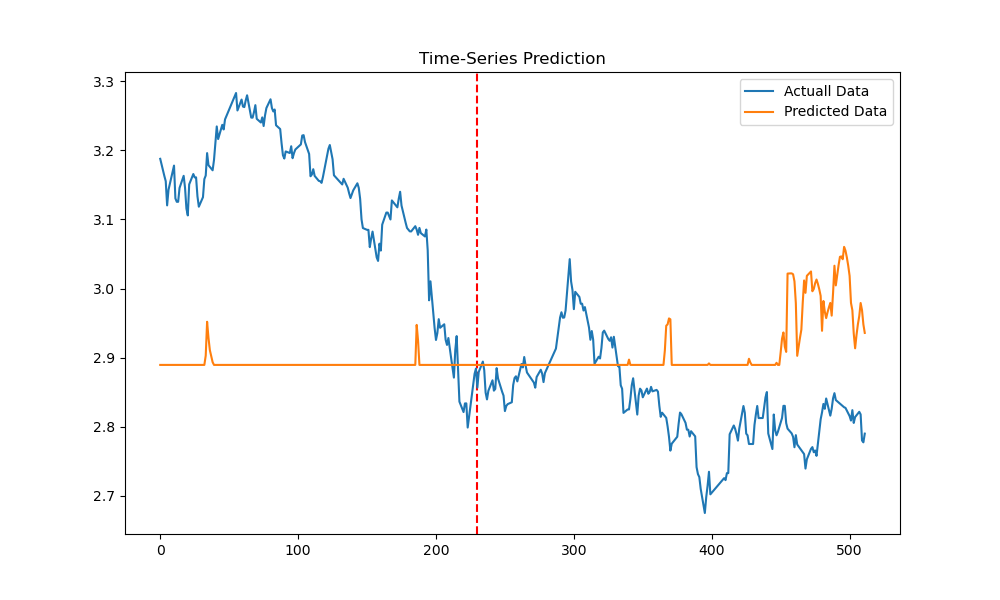 Time-Series Prediction
Actuall Data
Predicted Data
3.3
3.2
3.1
3.0
2.9
2.8
2.7
0 100 200 300 400 500